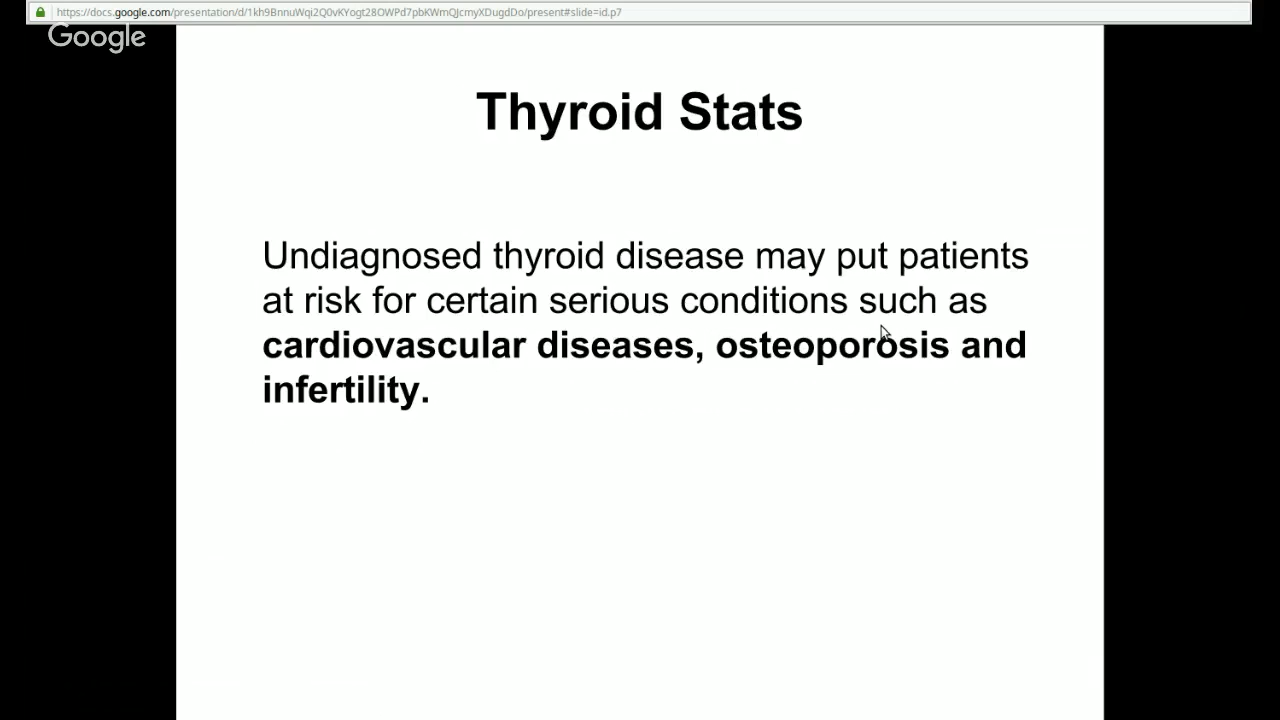 https://docs.google.com/presentation/d/1kh9BnnuWqi2Q0vKYogt28OWPd7pbKWmQJcmyXDugdDo/present#slide=id.p7
Google
Thyroid Stats
Undiagnosed thyroid disease may put patients
at risk for certain serious conditions such as
cardiovascular diseases, osteoporosis and
infertility.